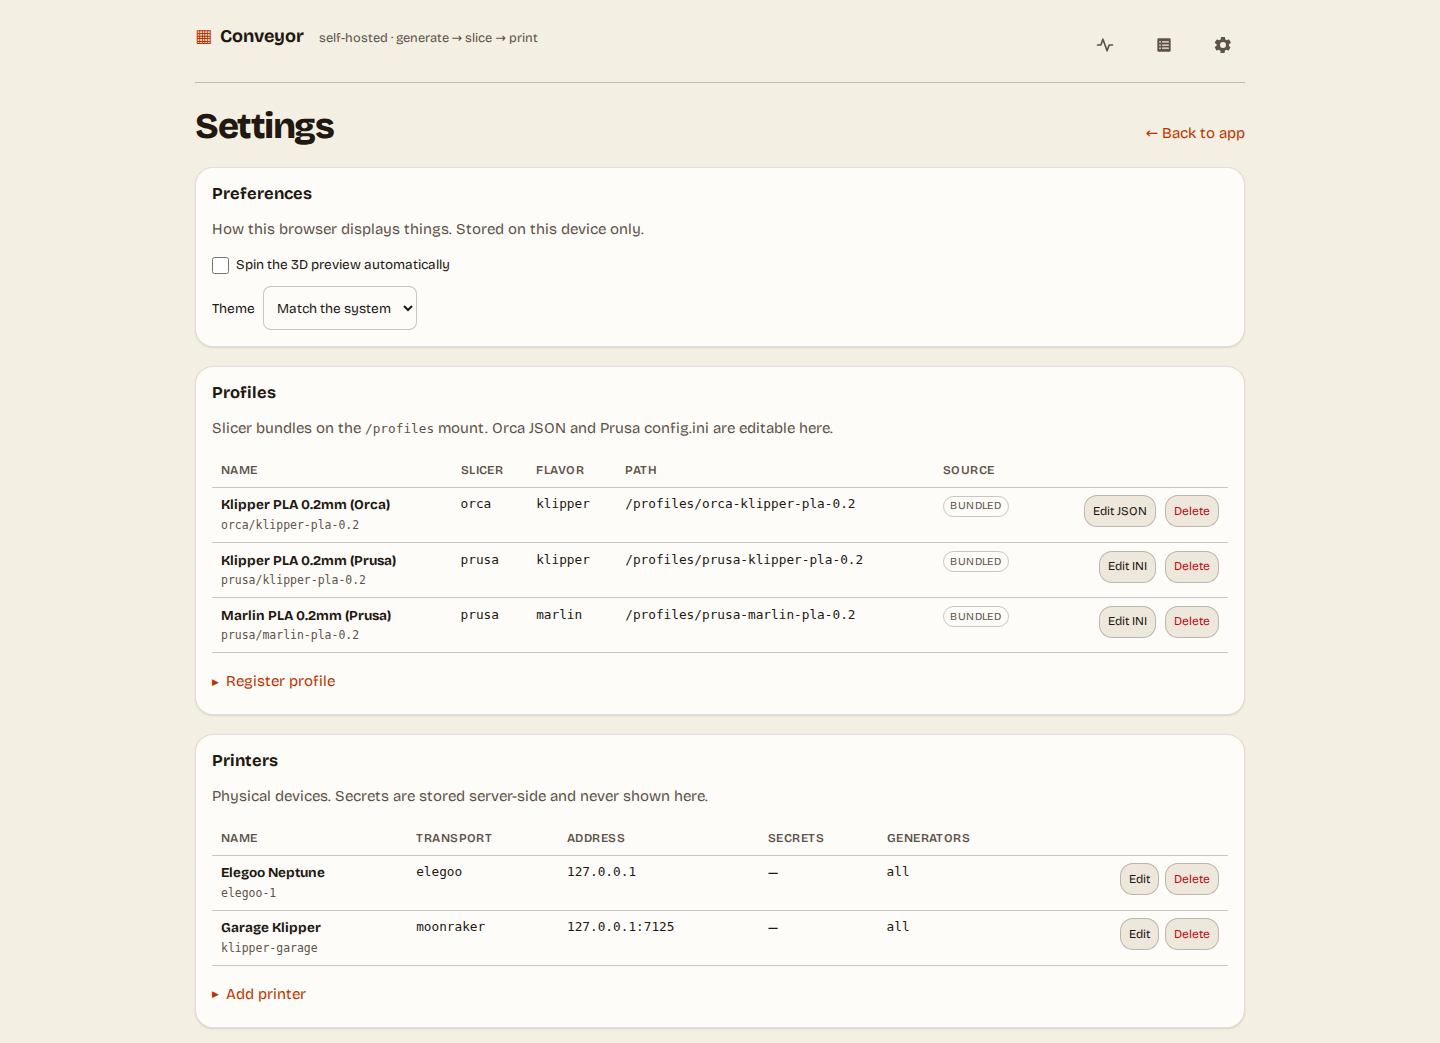 Conveyor self-hosted · generate → slice → print
Settings
← Back to app
Preferences
How this browser displays things. Stored on this device only.
Spin the 3D preview automatically
Theme Match the system
Profiles
Slicer bundles on the /profiles mount. Orca JSON and Prusa config.ini are editable here.
NAME SLICER FLAVOR PATH SOURCE
Klipper PLA 0.2mm (Orca) orca klipper /profiles/orca-klipper-pla-0.2 BUNDLED Edit JSON Delete
orca/klipper-pla-0.2
Klipper PLA 0.2mm (Prusa) prusa klipper /profiles/prusa-klipper-pla-0.2 BUNDLED Edit INI Delete
prusa/klipper-pla-0.2
Marlin PLA 0.2mm (Prusa) prusa marlin /profiles/prusa-marlin-pla-0.2 BUNDLED Edit INI Delete
prusa/marlin-pla-0.2
▸ Register profile
Printers
Physical devices. Secrets are stored server-side and never shown here.
NAME TRANSPORT ADDRESS SECRETS GENERATORS
Elegoo Neptune elegoo 127.0.0.1 — all Edit Delete
elegoo-1
Garage Klipper moonraker 127.0.0.1:7125 — all Edit Delete
klipper-garage
▸ Add printer